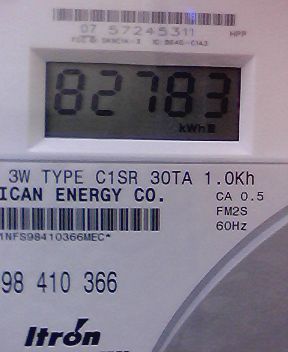 07 57245311
HPP
82783
kWh
3W TYPE C1SR 30TA 1.0Kh
ICAN ENERGY CO.
CA 0.5
FM2S
60Hz
1NFS98410366MEC*
98 410 366
Itron